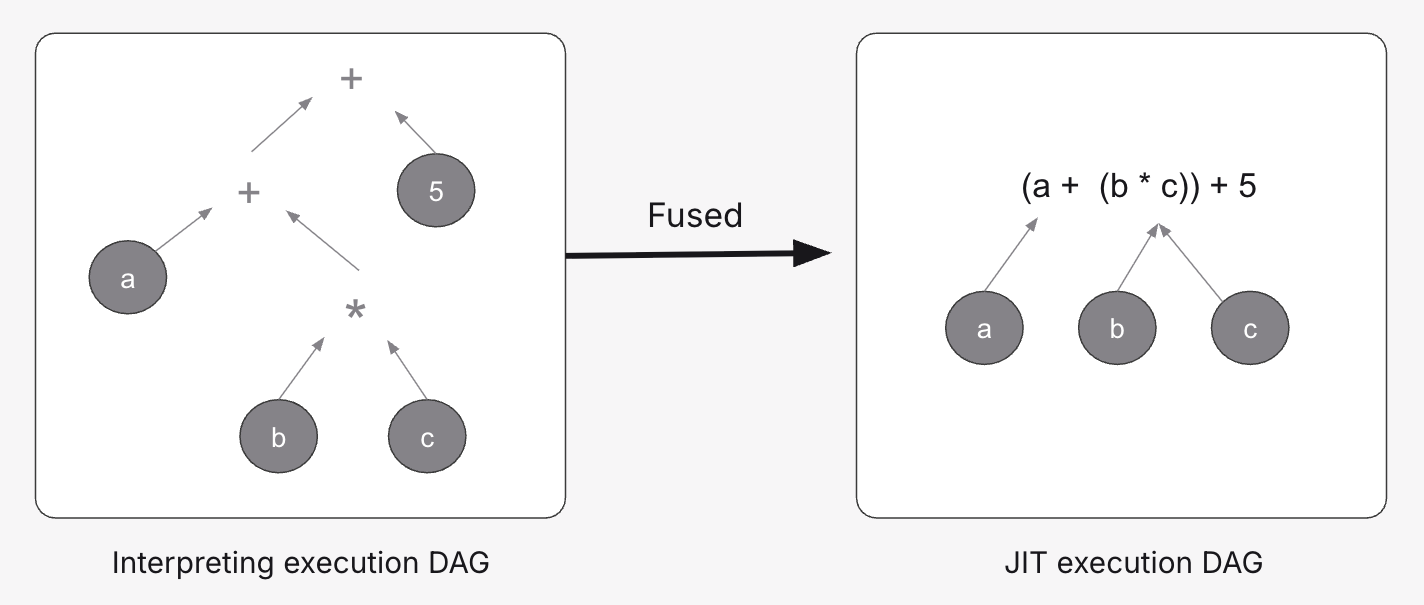 +
+
5
a
*
b
c
Interpreting execution DAG
Fused
(a + (b * c)) + 5
a
b
c
JIT execution DAG